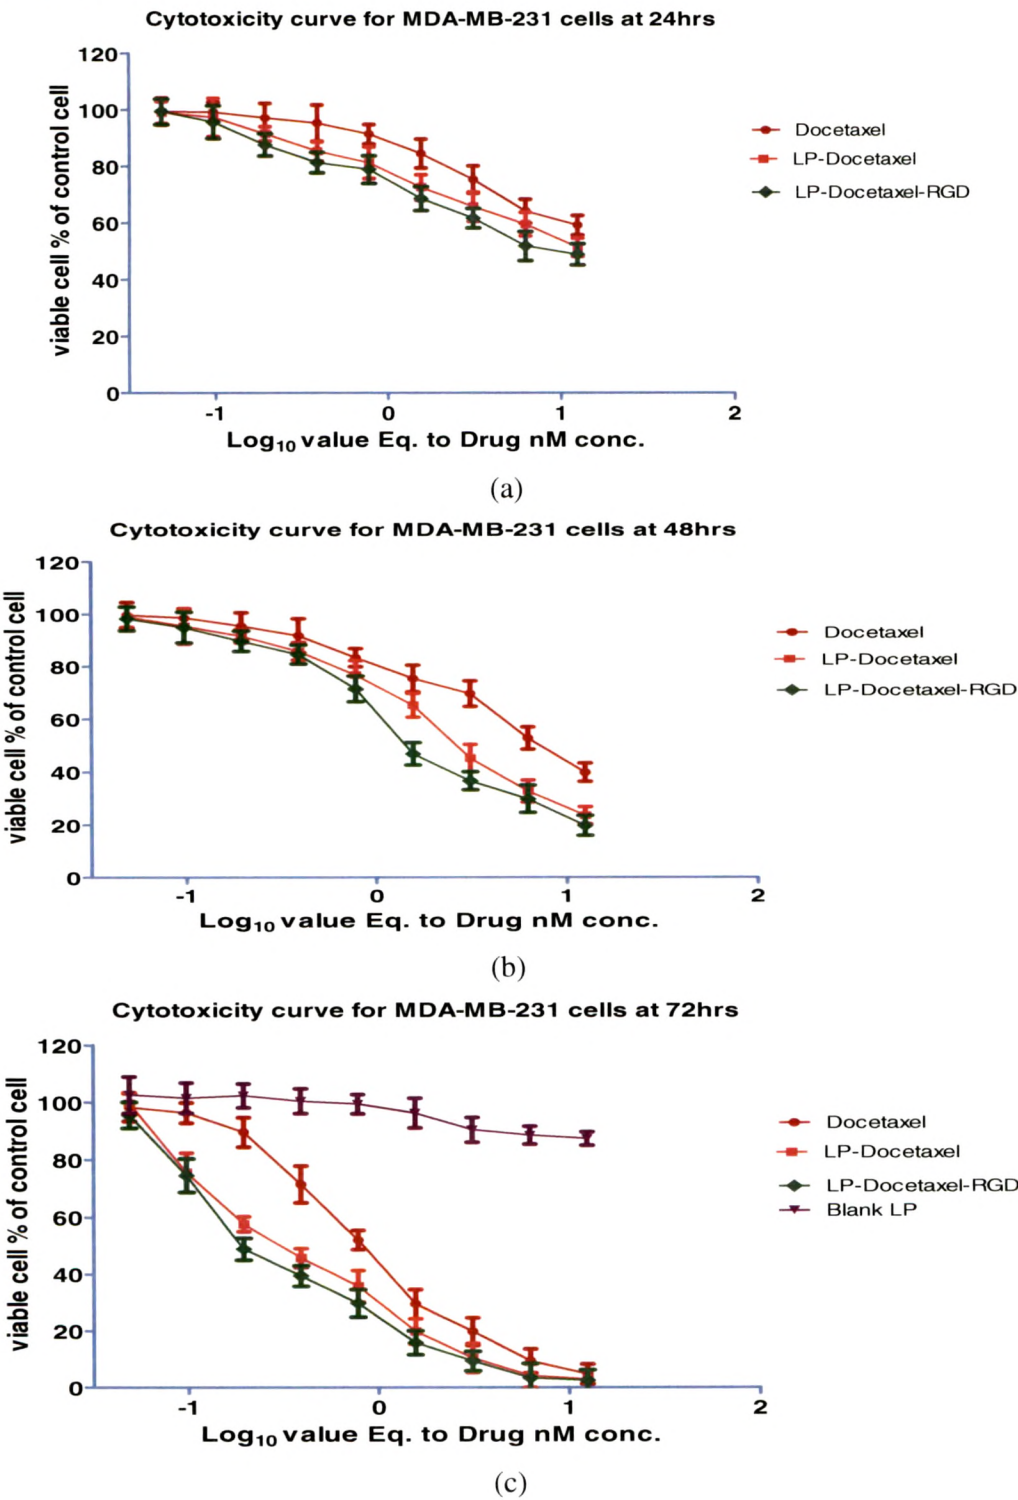 Cytotoxicity curve for MDA-MB-231 cells at 24hrs
viable cell % of control cell
120
100
80
60
40
20
0
-1 0 1 2
Log₁₀ value Eq. to Drug nM conc.
Docetaxel
LP-Docetaxel
LP-Docetaxel-RGD
(a)
Cytotoxicity curve for MDA-MB-231 cells at 48hrs
viable cell % of control cell
120
100
80
60
40
20
0
-1 0 1 2
Log₁₀ value Eq. to Drug nM conc.
Docetaxel
LP-Docetaxel
LP-Docetaxel-RGD
(b)
Cytotoxicity curve for MDA-MB-231 cells at 72hrs
viable cell % of control cell
120
100
80
60
40
20
0
-1 0 1 2
Log₁₀ value Eq. to Drug nM conc.
Docetaxel
LP-Docetaxel
LP-Docetaxel-RGD
Blank LP
(c)